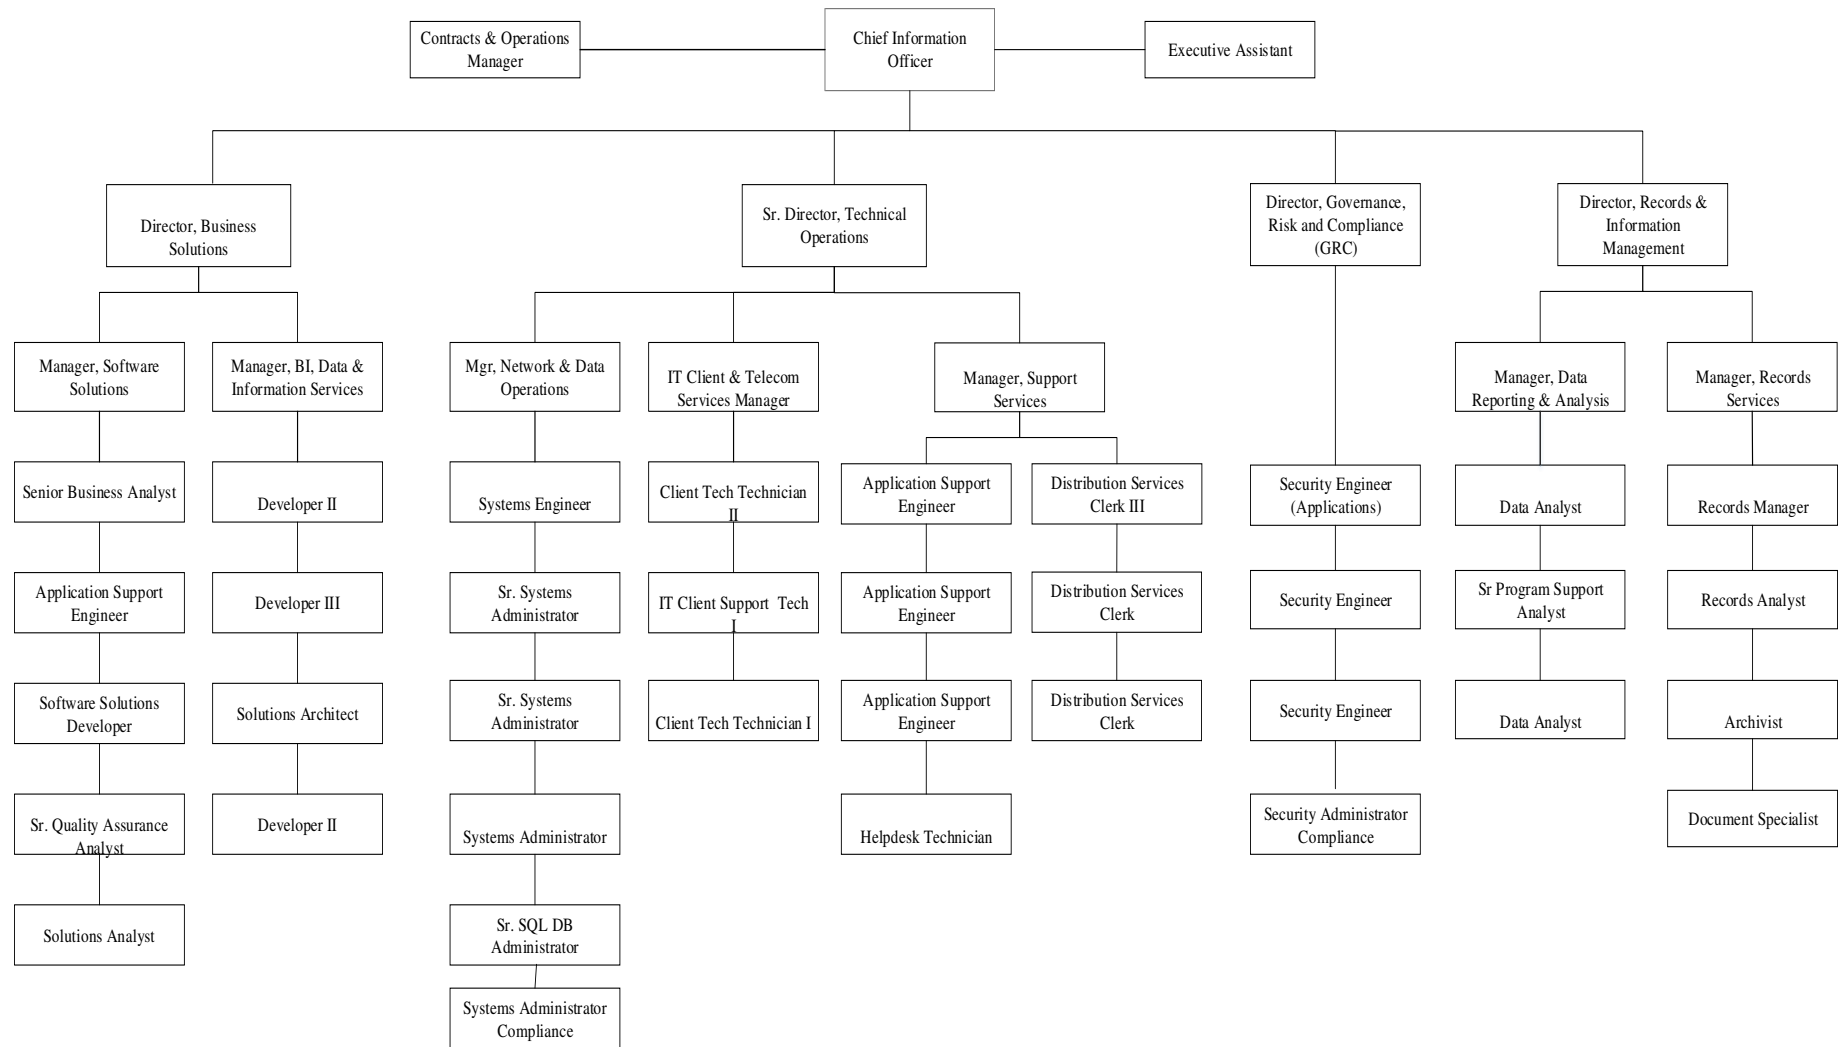 Contracts & Operations
Manager
Chief Information
Officer
Executive Assistant
Director, Business
Solutions
Sr. Director, Technical
Operations
Director, Governance,
Risk and Compliance
(GRC)
Director, Records &
Information
Management
Manager, Software
Solutions
Manager, BI, Data &
Information Services
Mgr, Network & Data
Operations
IT Client & Telecom
Services Manager
Manager, Support
Services
Manager, Data
Reporting & Analysis
Manager, Records
Services
Senior Business Analyst
Developer II
Systems Engineer
Client Tech Technician
II
Application Support
Engineer
Distribution Services
Clerk III
Security Engineer
(Applications)
Data Analyst
Records Manager
Application Support
Engineer
Developer III
Sr. Systems
Administrator
IT Client Support Tech
I
Application Support
Engineer
Distribution Services
Clerk
Security Engineer
Sr Program Support
Analyst
Records Analyst
Software Solutions
Developer
Solutions Architect
Sr. Systems
Administrator
Client Tech Technician I
Application Support
Engineer
Distribution Services
Clerk
Security Engineer
Data Analyst
Archivist
Sr. Quality Assurance
Analyst
Developer II
Systems Administrator
Helpdesk Technician
Security Administrator
Compliance
Document Specialist
Solutions Analyst
Sr. SQL DB
Administrator
Systems Administrator
Compliance